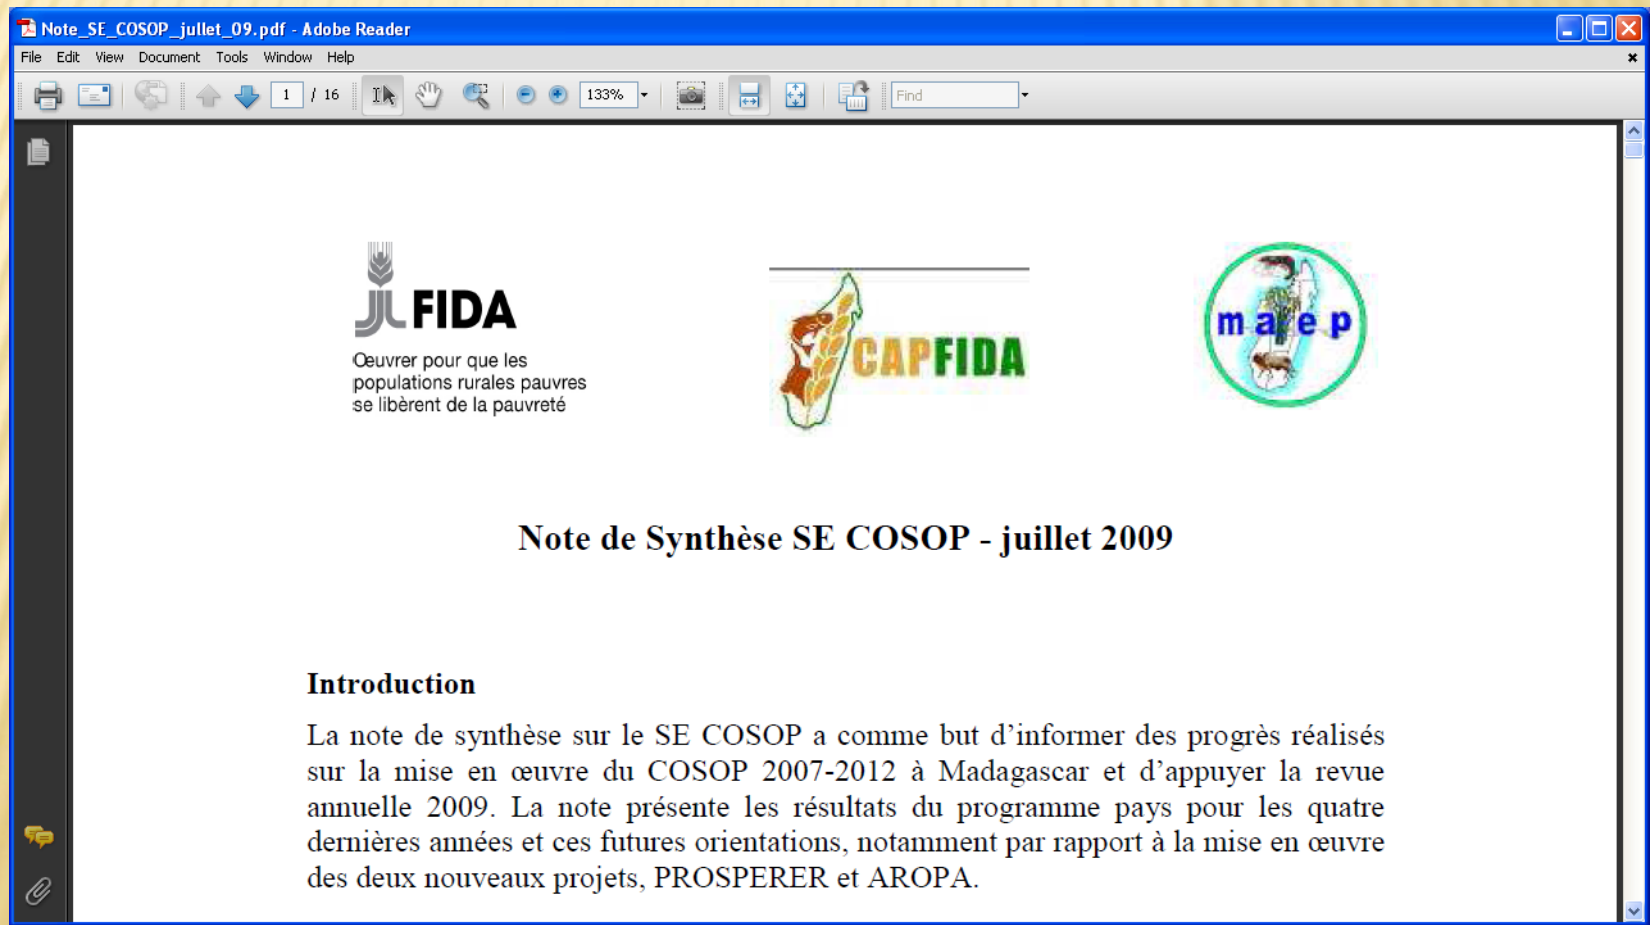 Note_SE_COSOP_jullet_09.pdf - Adobe Reader
File Edit View Document Tools Window Help
1 / 16 133% Find
FIDA
Œuvrer pour que les
populations rurales pauvres
se libèrent de la pauvreté
CAPFIDA
maep
Note de Synthèse SE COSOP - juillet 2009
Introduction
La note de synthèse sur le SE COSOP a comme but d’informer des progrès réalisés
sur la mise en œuvre du COSOP 2007-2012 à Madagascar et d’appuyer la revue
annuelle 2009. La note présente les résultats du programme pays pour les quatre
dernières années et ces futures orientations, notamment par rapport à la mise en œuvre
des deux nouveaux projets, PROSPERER et AROPA.